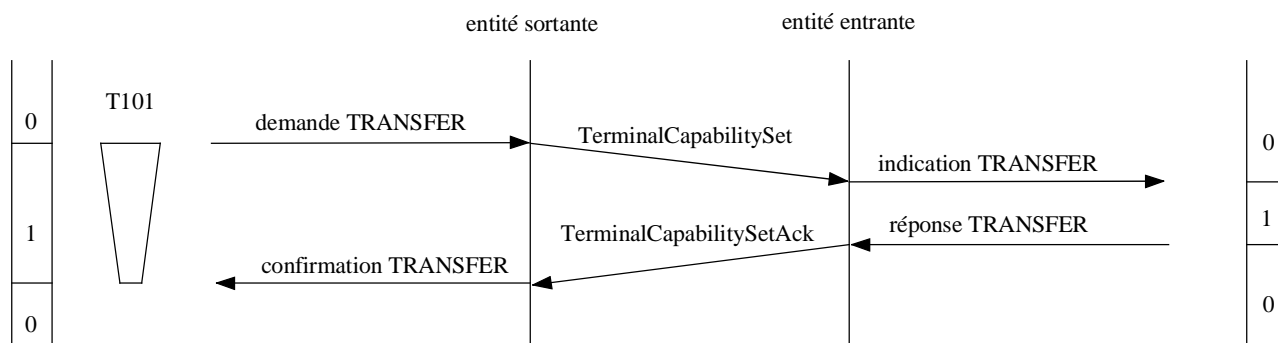 entité sortante
entité entrante
T101
0
demande TRANSFER
TerminalCapabilitySet
0
indication TRANSFER
1
réponse TRANSFER
1
TerminalCapabilitySetAck
confirmation TRANSFER
0
0